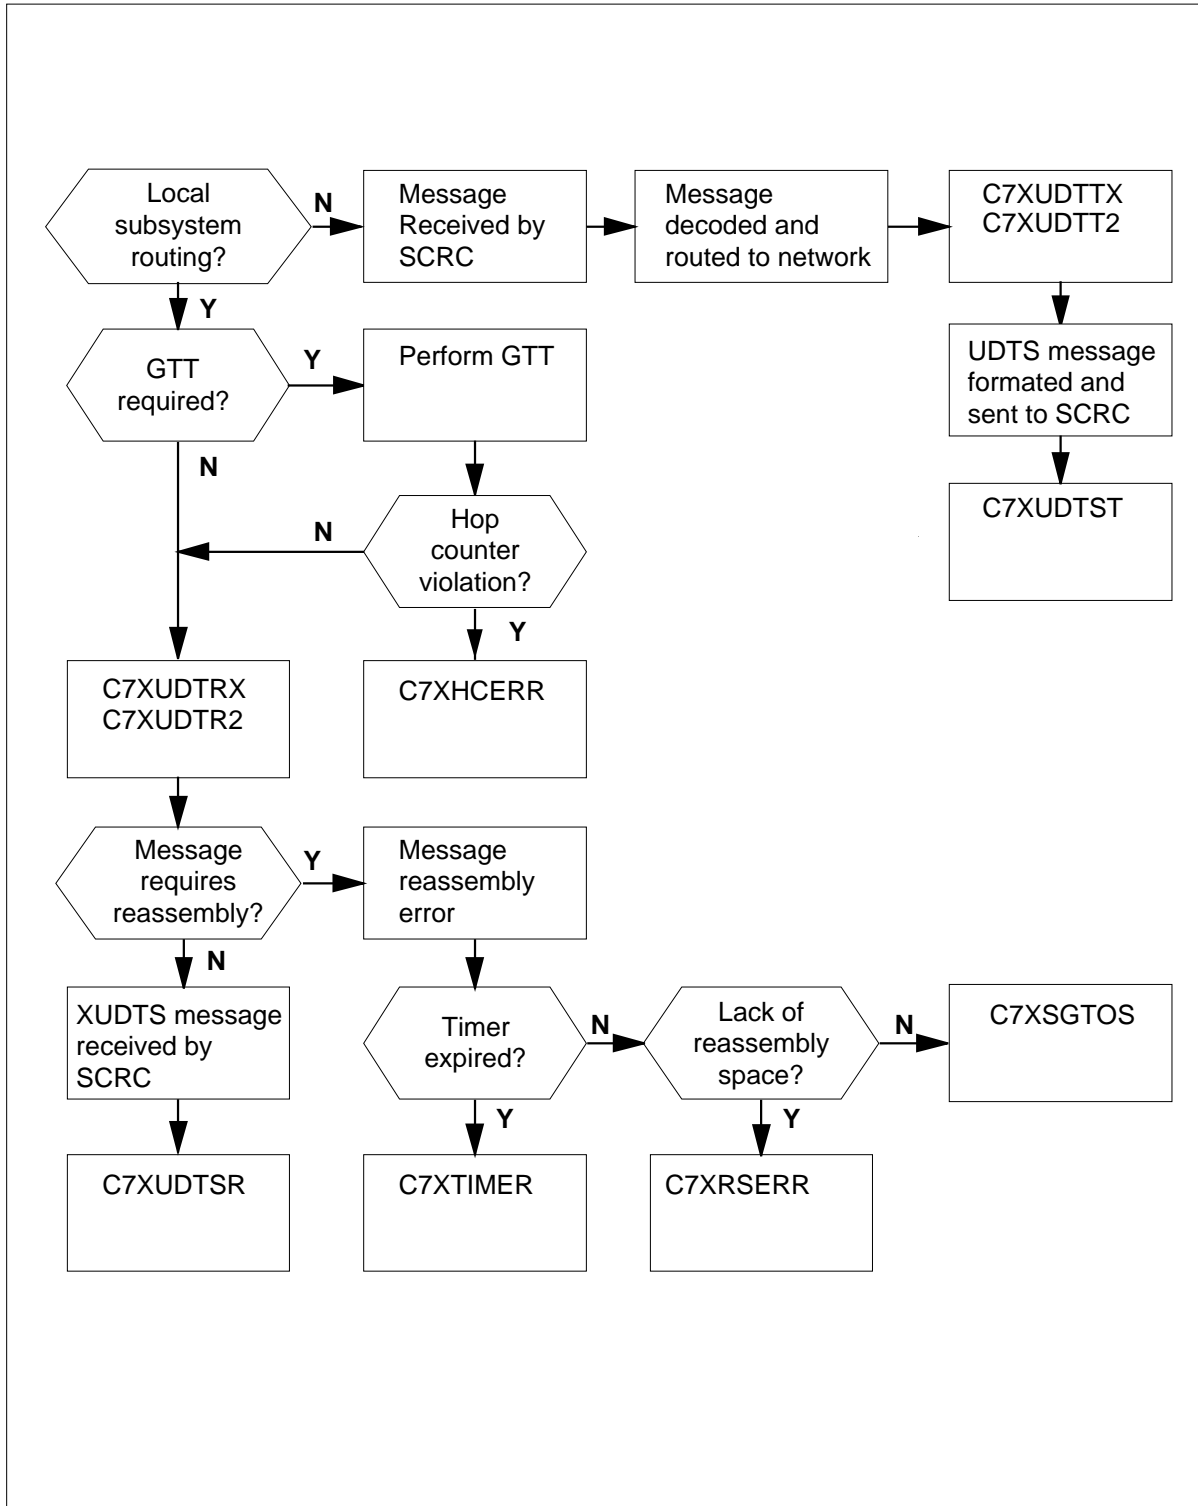 Local
subsystem
routing?
N
Message
Received by
SCRC
Message
decoded and
routed to network
C7XUDTTX
C7XUDTT2
Y
GTT
required?
Y
Perform GTT
UDTS message
formated and
sent to SCRC
N
N
Hop
counter
violation?
C7XUDTST
Y
C7XUDTRX
C7XUDTR2
C7XHCERR
Message
requires
reassembly?
Y
Message
reassembly
error
N
XUDTS message
received by
SCRC
Timer
expired?
N
Lack of
reassembly
space?
N
C7XSGTOS
Y
Y
C7XUDTSR
C7XTIMER
C7XRSERR